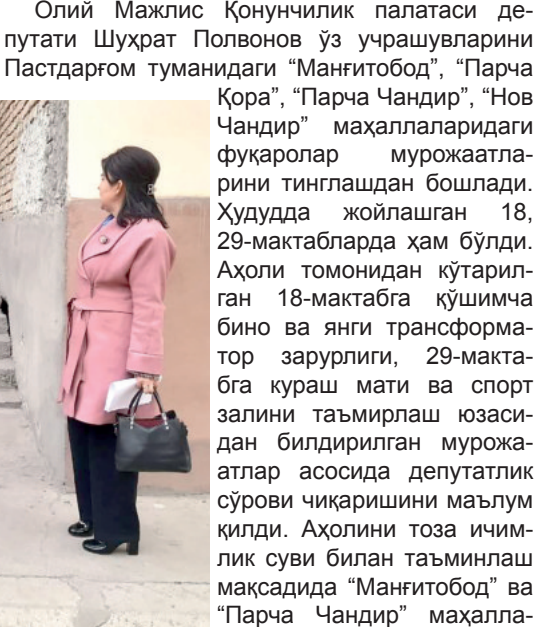 Олий Мажлис Қонунчилик палатаси де-
путати Шуҳрат Полвонов ўз учрашувларини
Пастдарғом туманидаги “Манғитобод”, “Парча
Қора”, “Парча Чандир”, “Нов
Чандир” маҳаллаларидаги
фуқаролар мурожаатла-
рини тинглашдан бошлади.
Ҳудудда жойлашган 18,
29-мактабларда ҳам бўлди.
Аҳоли томонидан кўтарил-
ган 18-мактабга қўшимча
бино ва янги трансформа-
тор зарурлиги, 29-макта-
бга кураш мати ва спорт
залини таъмирлаш юзаси-
дан билдирилган мурожа-
атлар асосида депутатлик
сўрови чиқаришини маълум
қилди. Аҳолини тоза ичим-
лик суви билан таъминлаш
мақсадида “Манғитобод” ва
“Парча Чандир” маҳалла-